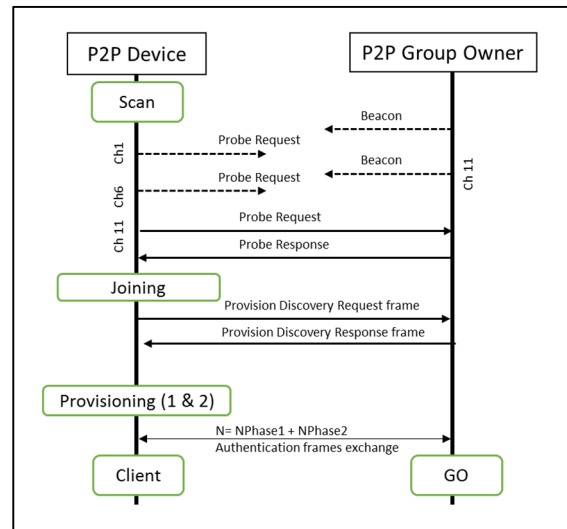 P2P Device
P2P Group Owner
Scan
Beacon
Probe Request
Ch1
Beacon
Probe Request
Ch6
Ch 11
Probe Request
Ch 11
Probe Response
Joining
Provision Discovery Request frame
Provision Discovery Response frame
Provisioning (1 & 2)
N= NPhase1 + NPhase2
Authentication frames exchange
Client
GO